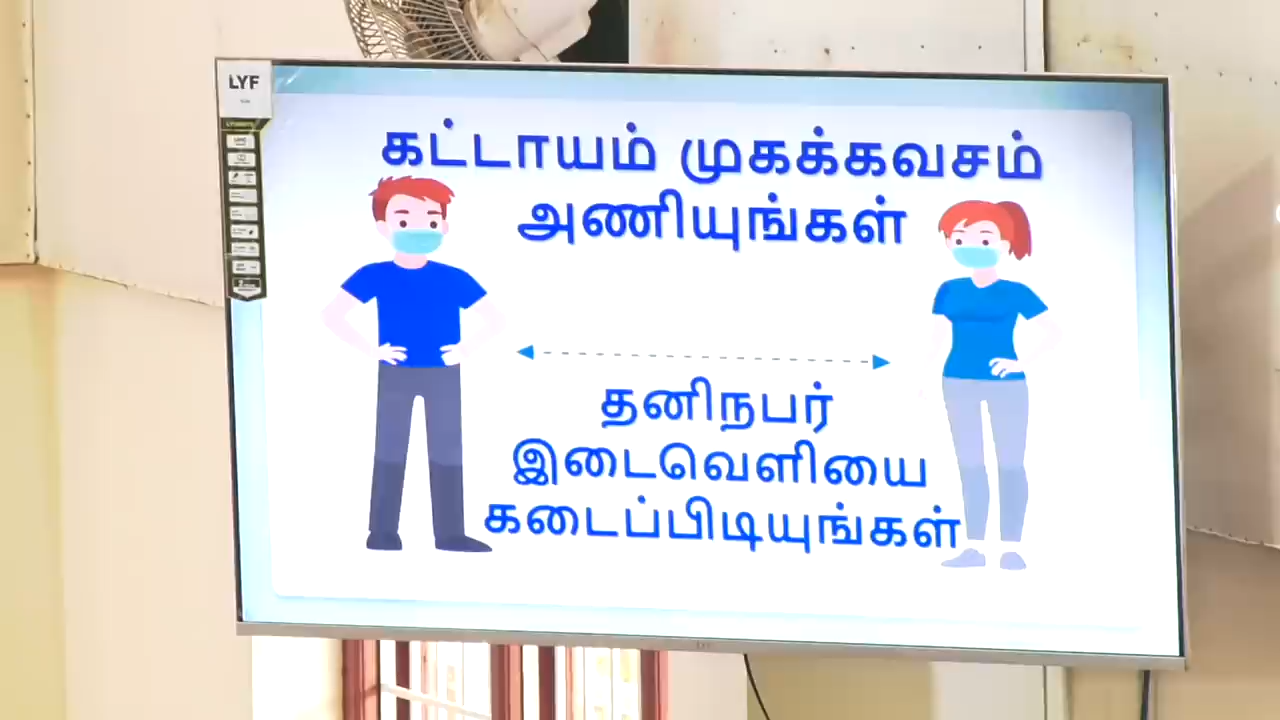 LYF
கட்டாயம் முகக்கவசம்
அணியுங்கள்
தனிநபர்
இடைவெளியை
கடைப்பிடியுங்கள்